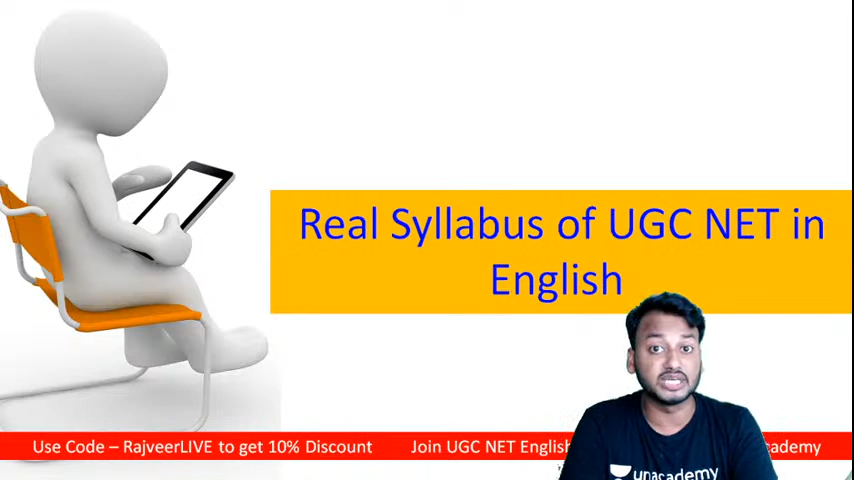 Real Syllabus of UGC NET in
English
Use Code – RajveerLIVE to get 10% Discount
Join UGC NET English
unacademy